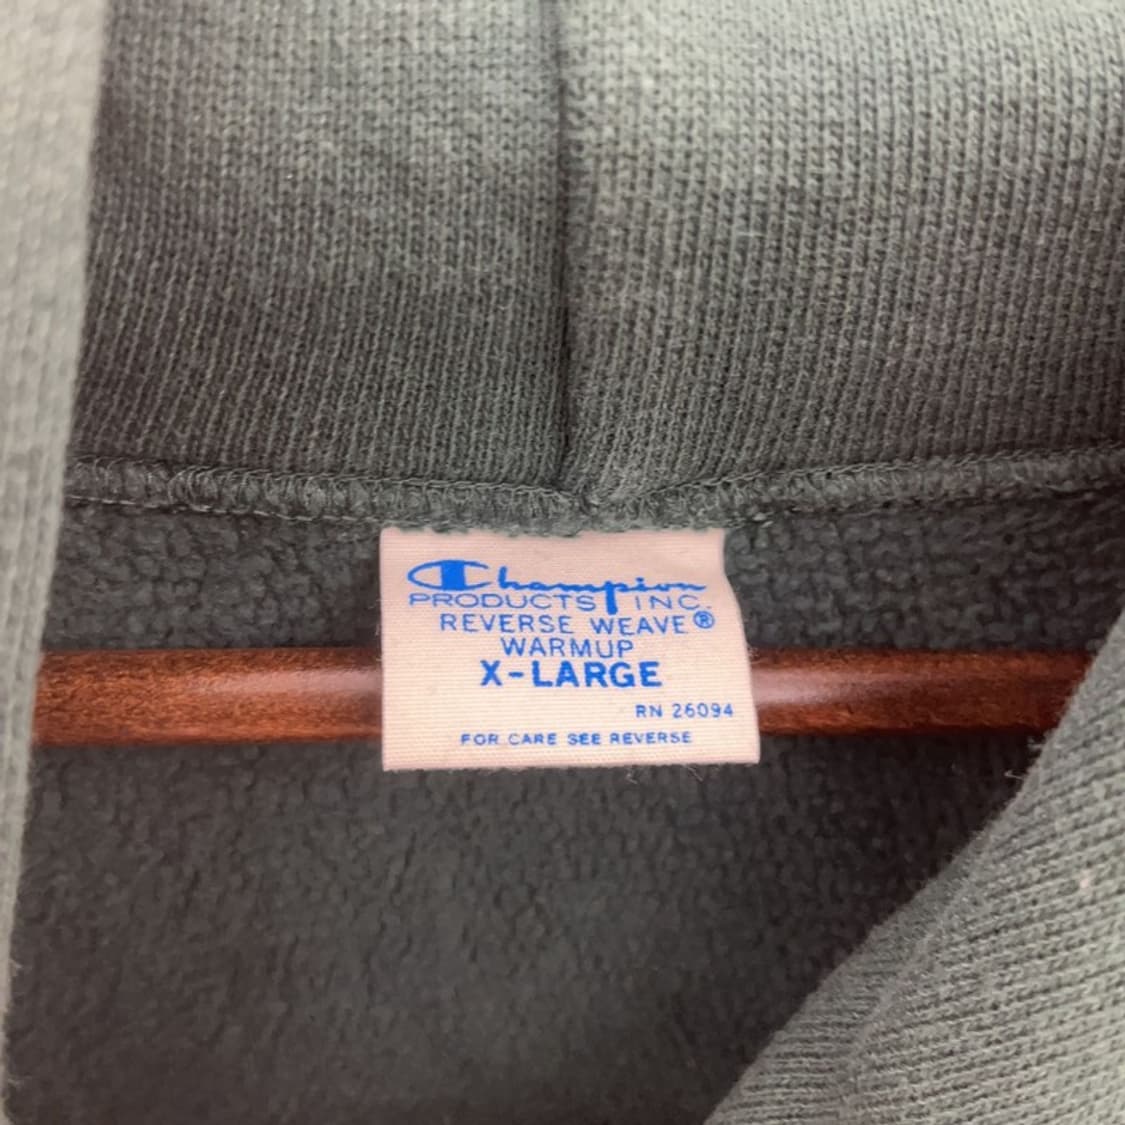 Champion
PRODUCTS INC.
REVERSE WEAVE®
WARMUP
X-LARGE
RN 26094
FOR CARE SEE REVERSE